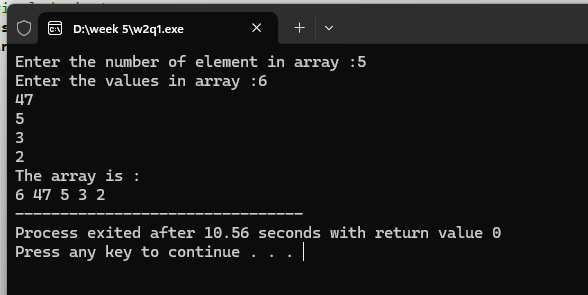 D:\week 5\w2q1.exe
Enter the number of element in array :5
Enter the values in array :6
47
5
3
2
The array is :
6 47 5 3 2
--------------------------------
Process exited after 10.56 seconds with return value 0
Press any key to continue . . .